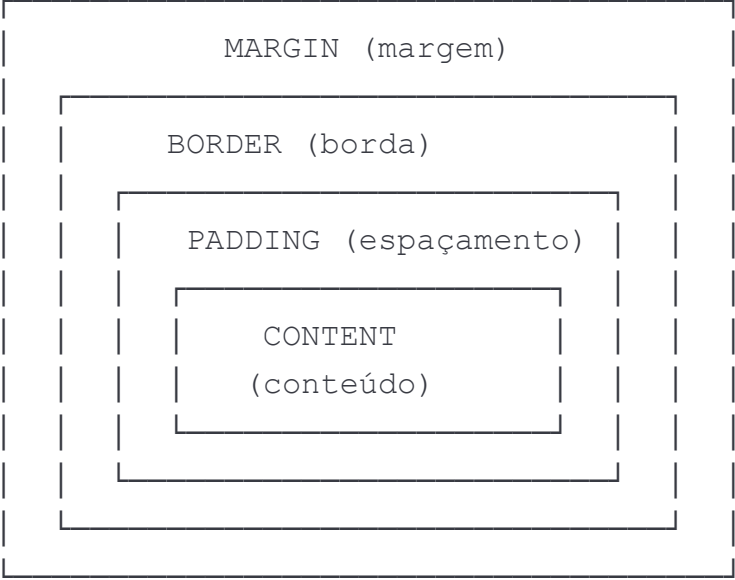 MARGIN (margem)
BORDER (borda)
PADDING (espaçamento)
CONTENT
(conteúdo)